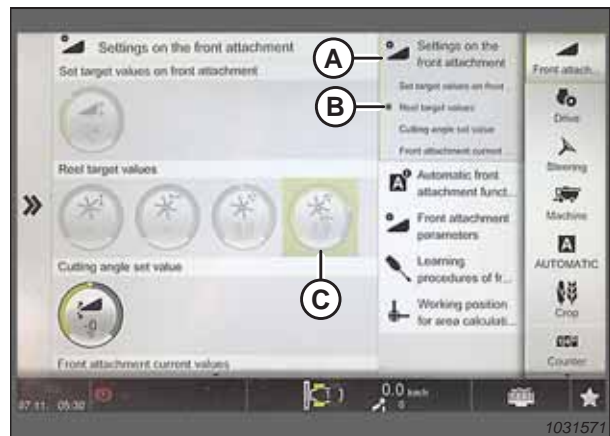 Settings on the front attachment
Set target values on front attachment
Reel target values
Cutting angle set value
-0
Front attachment current values
A
B
C
Settings on the
front attachment
Set target values on front ...
Reel target values
Cutting angle set value
Front attachment current ...
Automatic front
attachment funct...
Front attachment
parameters
Learning
procedures of fr...
Working position
for area calculati...
Front attach...
Drive
Steering
Machine
AUTOMATIC
Crop
Counter
07.11. 05:30
0.0 km/h
0
1031571